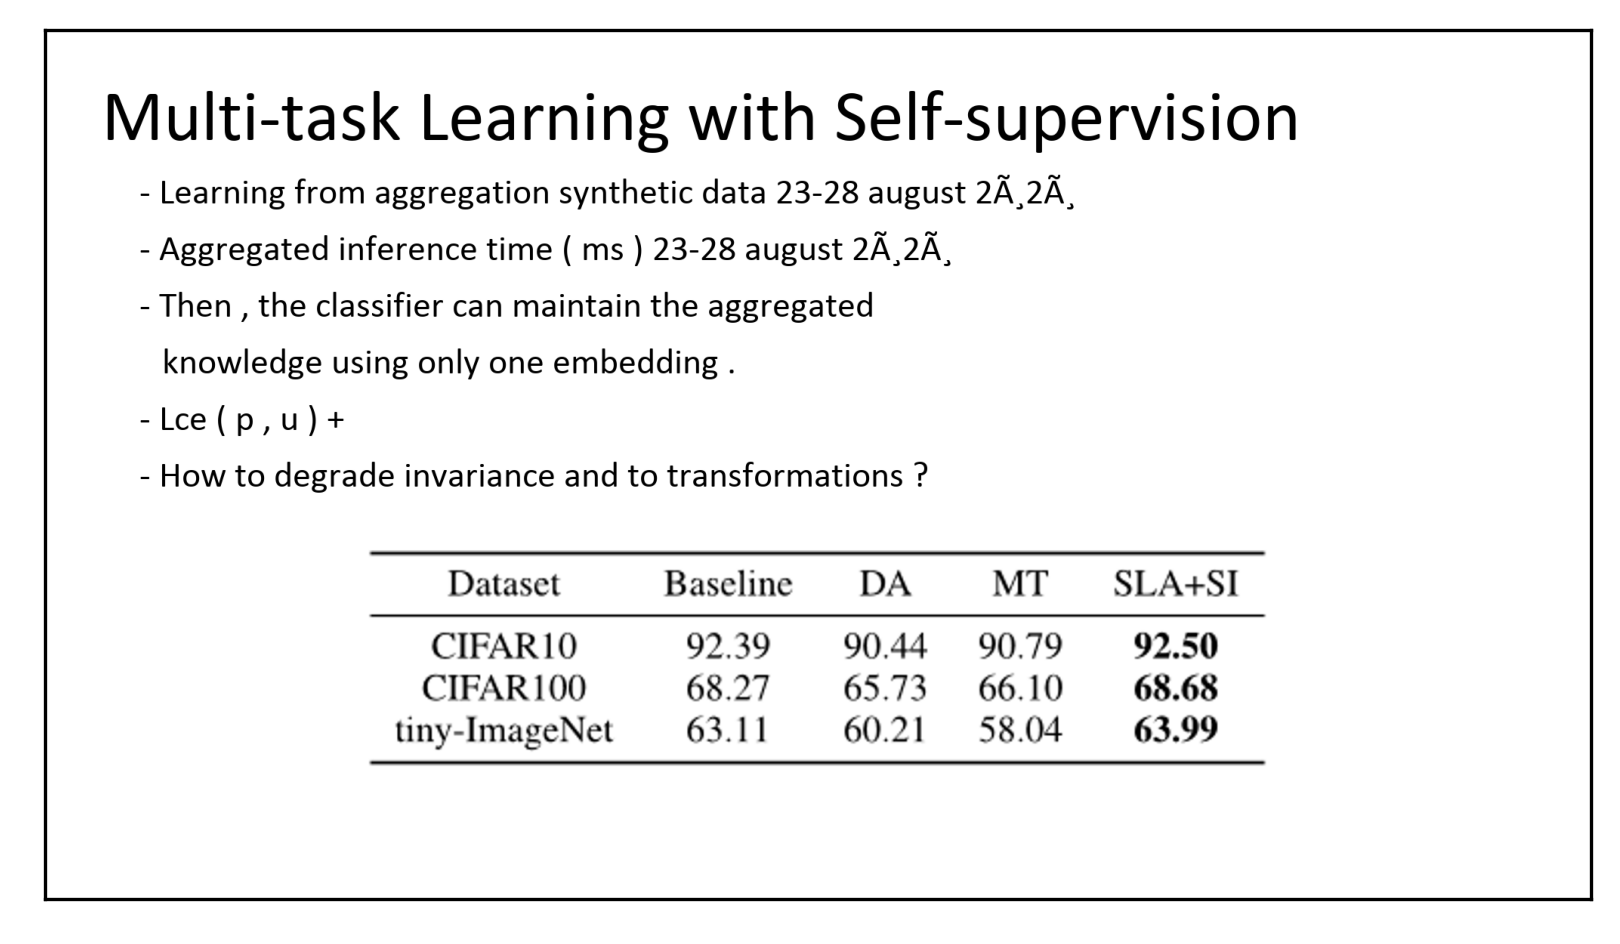 Multi-task Learning with Self-supervision
- Learning from aggregation synthetic data 23-28 august 2Ã¸2Ã¸
- Aggregated inference time ( ms ) 23-28 august 2Ã¸2Ã¸
- Then , the classifier can maintain the aggregated
knowledge using only one embedding .
- Lce ( p , u ) +
- How to degrade invariance and to transformations ?
Dataset Baseline DA MT SLA+SI
CIFAR10 92.39 90.44 90.79 92.50
CIFAR100 68.27 65.73 66.10 68.68
tiny-ImageNet 63.11 60.21 58.04 63.99